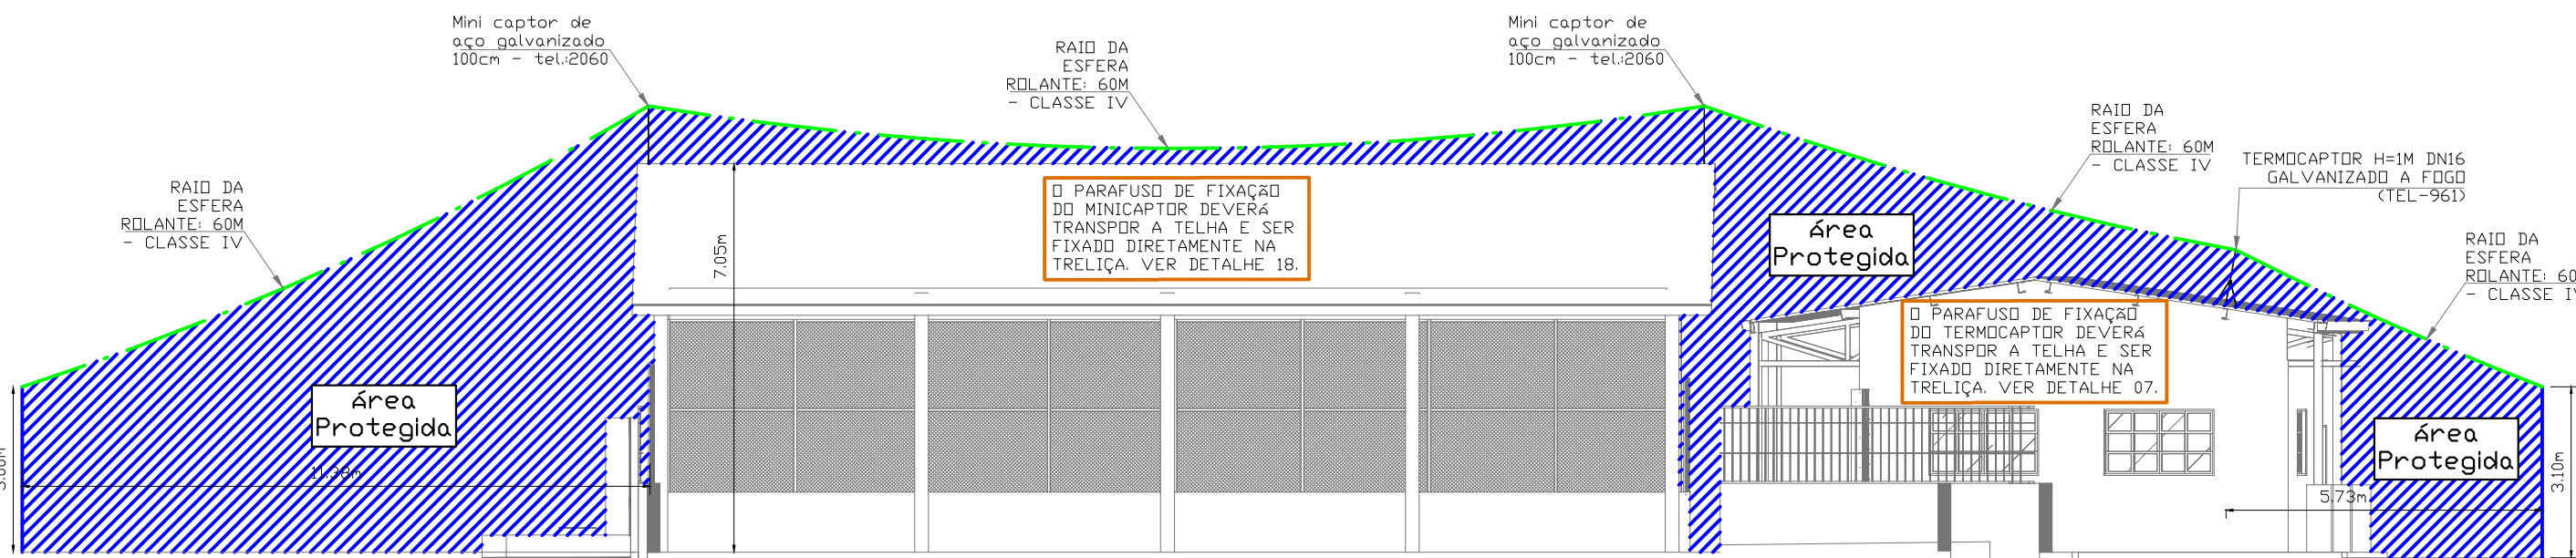 Mini captor de
aço galvanizado
100cm - tel.:2060
RAIO DA
ESFERA
ROLANTE: 60M
- CLASSE IV
Mini captor de
aço galvanizado
100cm - tel.:2060
RAIO DA
ESFERA
ROLANTE: 60M
- CLASSE IV
TERMOCAPTOR H=1M DN16
GALVANIZADO A FOGO
(TEL-961)
RAIO DA
ESFERA
ROLANTE: 60M
- CLASSE IV
RAIO DA
ESFERA
ROLANTE: 60
- CLASSE IV
O PARAFUSO DE FIXAÇÃO
DO MINICAPTOR DEVERÁ
TRANSPOR A TELHA E SER
FIXADO DIRETAMENTE NA
TRELIÇA. VER DETALHE 18.
7.05m
Área
Protegida
O PARAFUSO DE FIXAÇÃO
DO TERMOCAPTOR DEVERÁ
TRANSPOR A TELHA E SER
FIXADO DIRETAMENTE NA
TRELIÇA. VER DETALHE 07.
Área
Protegida
11.38m
Área
Protegida
5.73m
3.10m